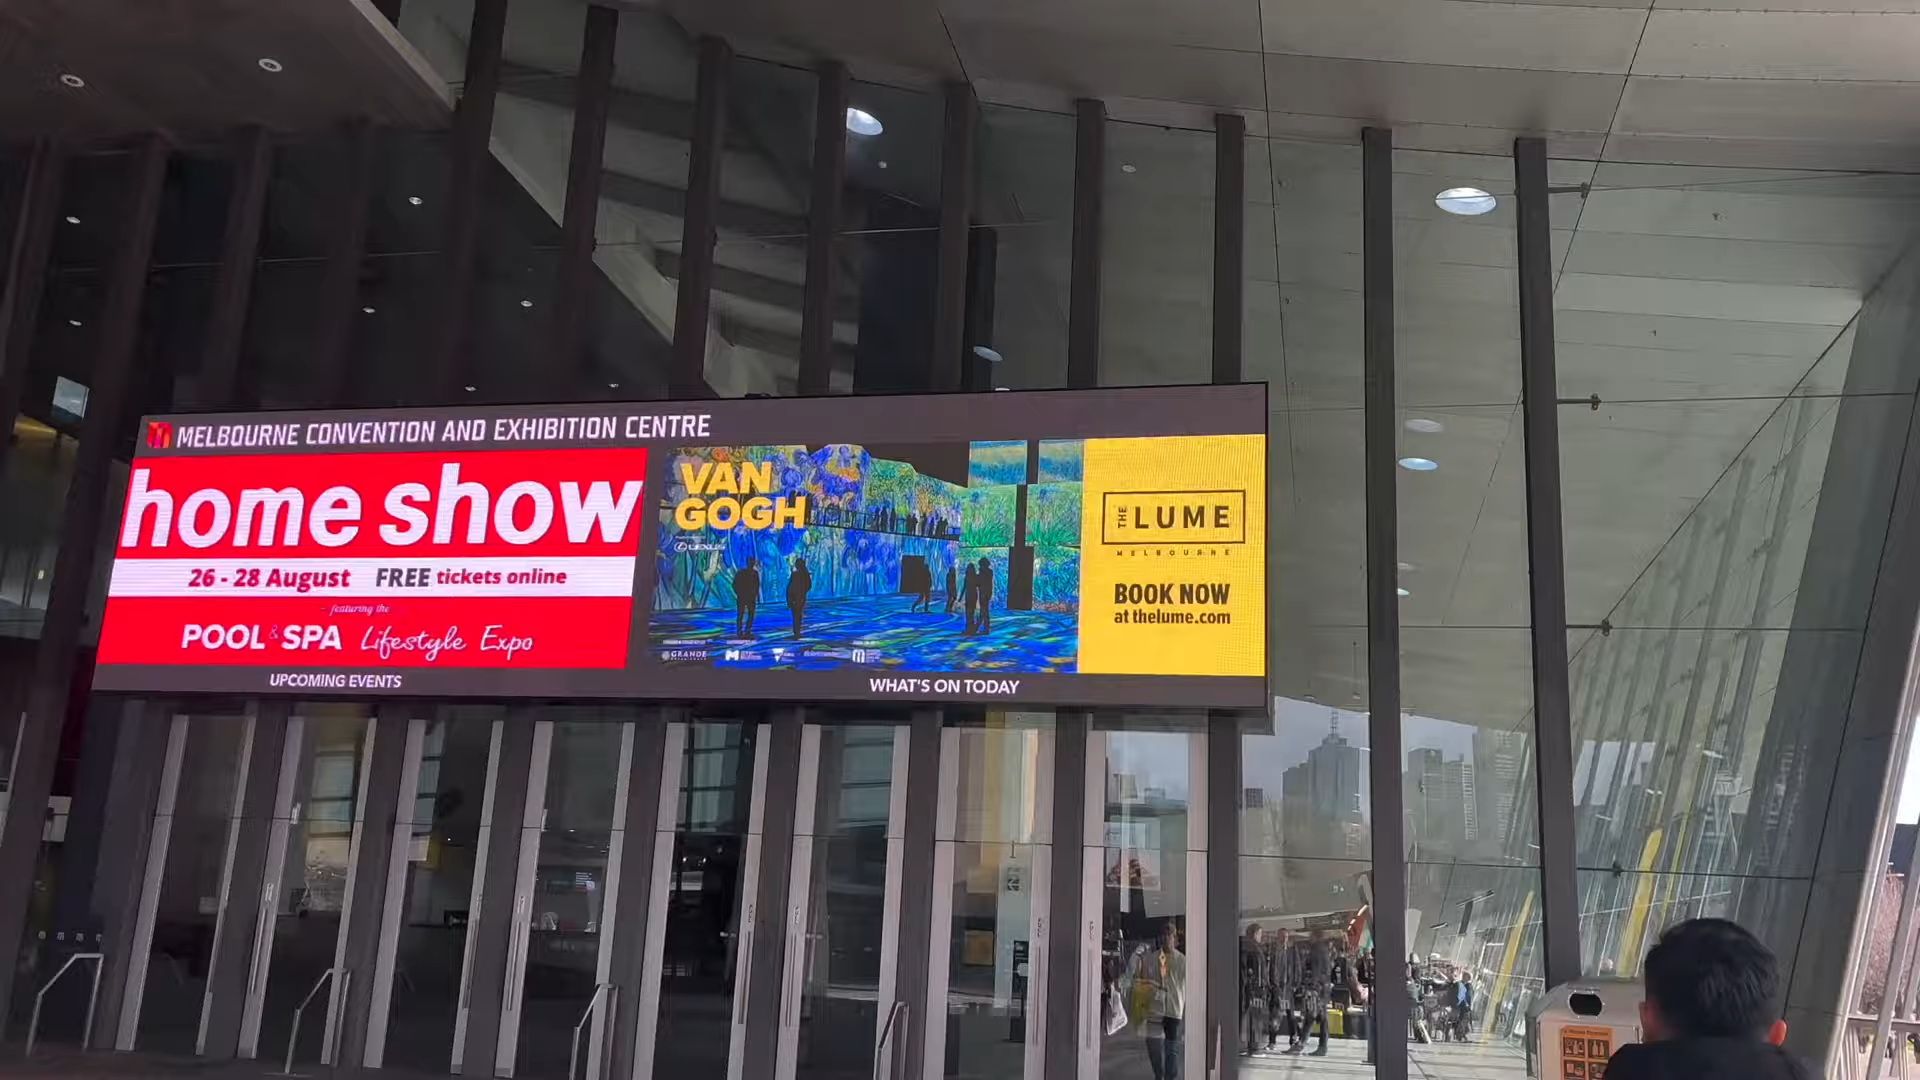 MELBOURNE CONVENTION AND EXHIBITION CENTRE
home show
26 - 28 August FREE tickets online
- featuring the
POOL & SPA Lifestyle Expo
UPCOMING EVENTS
VAN
GOGH
LEXUS
GRANDE
THE LUME
MELBOURNE
BOOK NOW
at thelume.com
WHAT'S ON TODAY